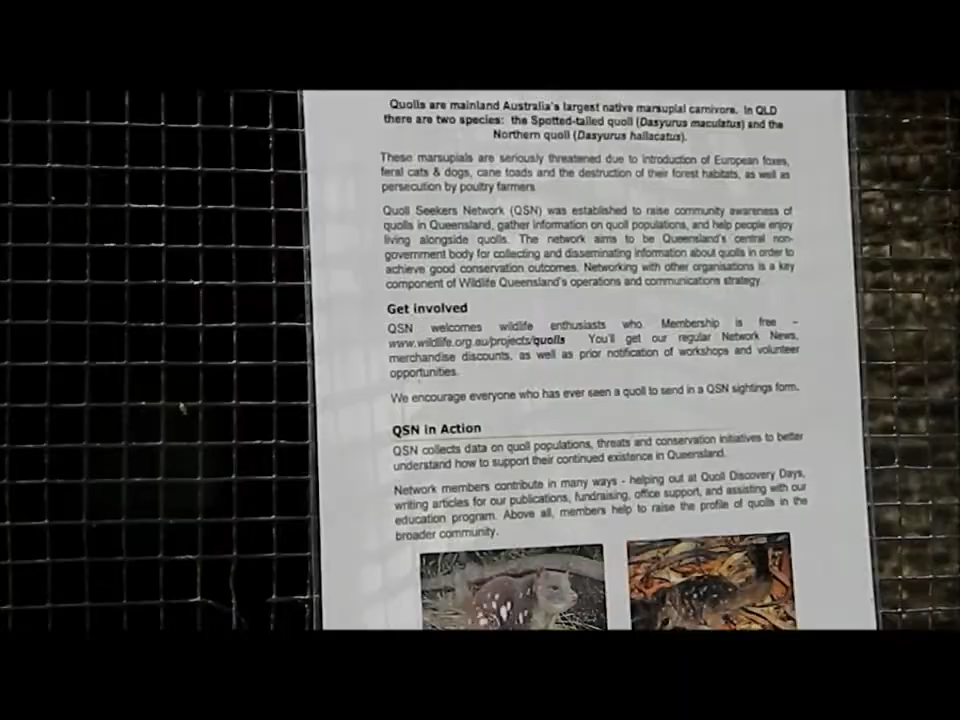 Quolls are mainland Australia's largest native marsupial carnivore. In QLD
there are two species: the Spotted-tailed quoll (Dasyurus maculatus) and the
Northern quoll (Dasyurus hallacatus).
These marsupials are seriously threatened due to introduction of European foxes,
feral cats & dogs, cane toads and the destruction of their forest habitats, as well as
persecution by poultry farmers
Quoll Seekers Network (QSN) was established to raise community awareness of
quolls in Queensland, gather information on quoll populations, and help people enjoy
living alongside quolls. The network aims to be Queensland's central non-
government body for collecting and disseminating information about quolls in order to
achieve good conservation outcomes. Networking with other organisations is a key
component of Wildlife Queensland's operations and communications strategy.
Get involved
QSN welcomes wildlife enthusiasts who. Membership is free –
www.wildlife.org.au/projects/quolls You'll get our regular Network News,
merchandise discounts, as well as prior notification of workshops and volunteer
opportunities.
We encourage everyone who has ever seen a quoll to send in a QSN sightings form.
QSN in Action
QSN collects data on quoll populations, threats and conservation initiatives to better
understand how to support their continued existence in Queensland.
Network members contribute in many ways - helping out at Quoll Discovery Days,
writing articles for our publications, fundraising, office support, and assisting with our
education program. Above all, members help to raise the profile of quolls in the
broader community.